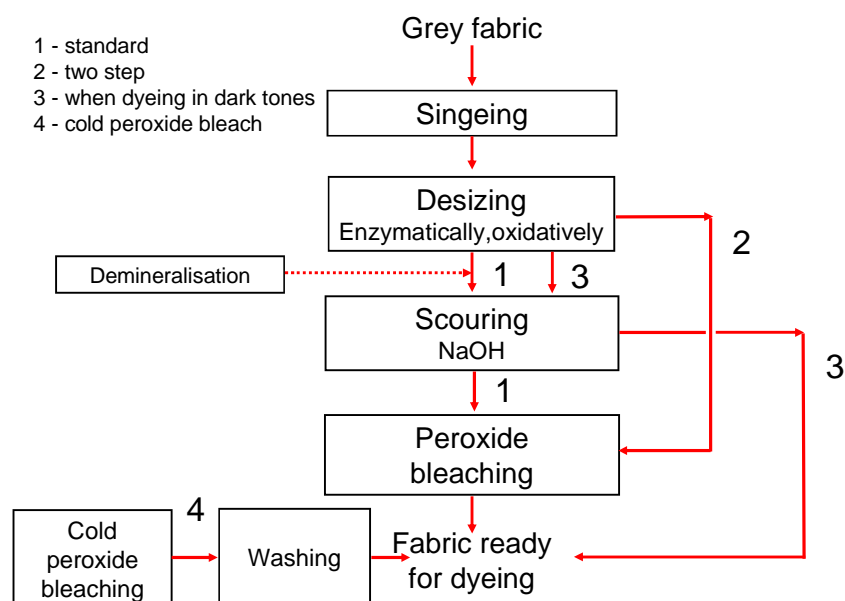 Grey fabric
1 - standard
2 - two step
3 - when dyeing in dark tones
4 - cold peroxide bleach
Singeing
Desizing
Enzymatically,oxidatively
2
Demineralisation
1
3
Scouring
NaOH
3
1
Peroxide
bleaching
4
Cold
peroxide
bleaching
Washing
Fabric ready
for dyeing